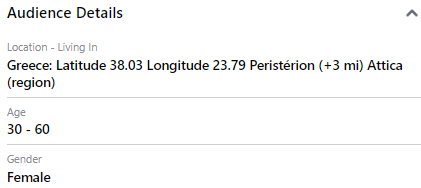 Audience Details
Location - Living In
Greece: Latitude 38.03 Longitude 23.79 Peristérion (+3 mi) Attica
(region)
Age
30 - 60
Gender
Female